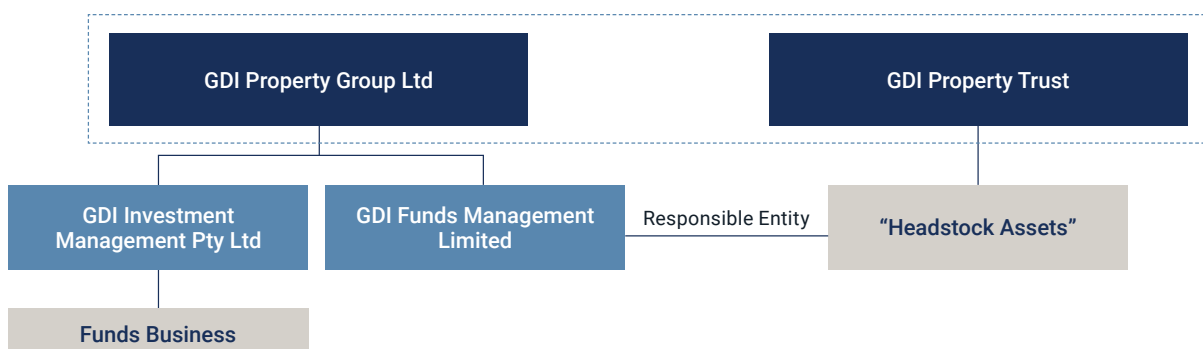 GDI Property Group Ltd
GDI Property Trust
GDI Investment
Management Pty Ltd
GDI Funds Management
Limited
Responsible Entity
“Headstock Assets”
Funds Business